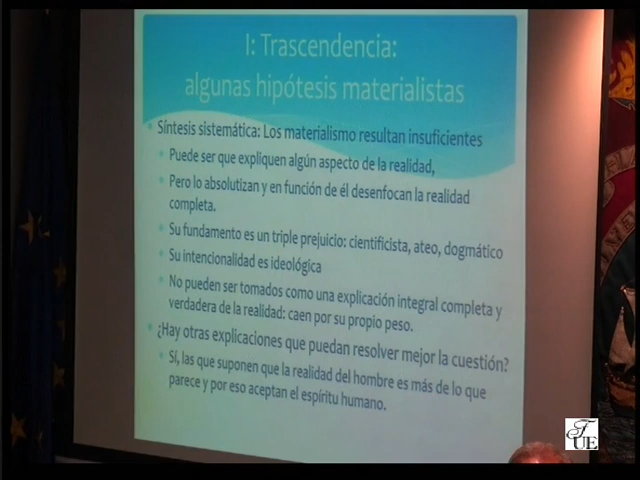 I: Trascendencia:
algunas hipótesis materialistas
Síntesis sistemática: Los materialismo resultan insuficientes
Puede ser que expliquen algún aspecto de la realidad,
Pero lo absolutizan y en función de él desenfocan la realidad
completa.
Su fundamento es un triple prejuicio: cientificista, ateo, dogmático
Su intencionalidad es ideológica
No pueden ser tomados como una explicación integral completa y
verdadera de la realidad: caen por su propio peso.
¿Hay otras explicaciones que puedan resolver mejor la cuestión?
Sí, las que suponen que la realidad del hombre es más de lo que
parece y por eso aceptan el espíritu humano.
FUE